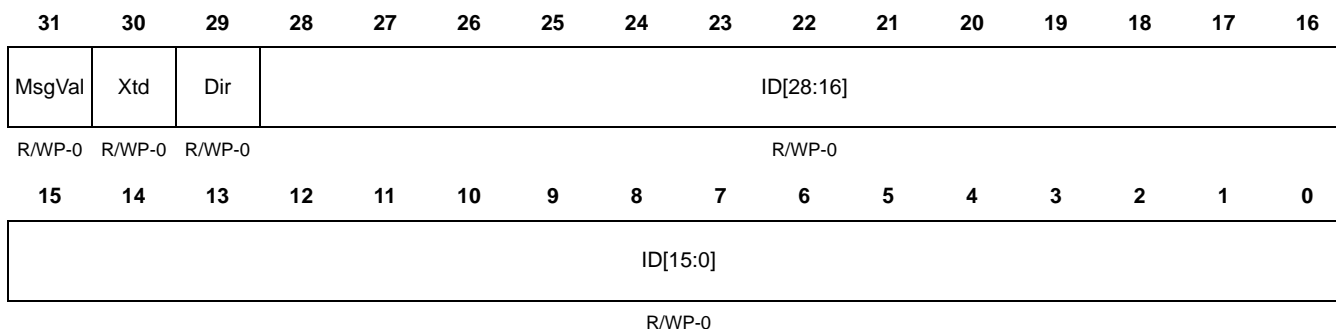 31 30 29 28 27 26 25 24 23 22 21 20 19 18 17 16
MsgVal Xtd Dir ID[28:16]
R/WP-0 R/WP-0 R/WP-0 R/WP-0
15 14 13 12 11 10 9 8 7 6 5 4 3 2 1 0
ID[15:0]
R/WP-0